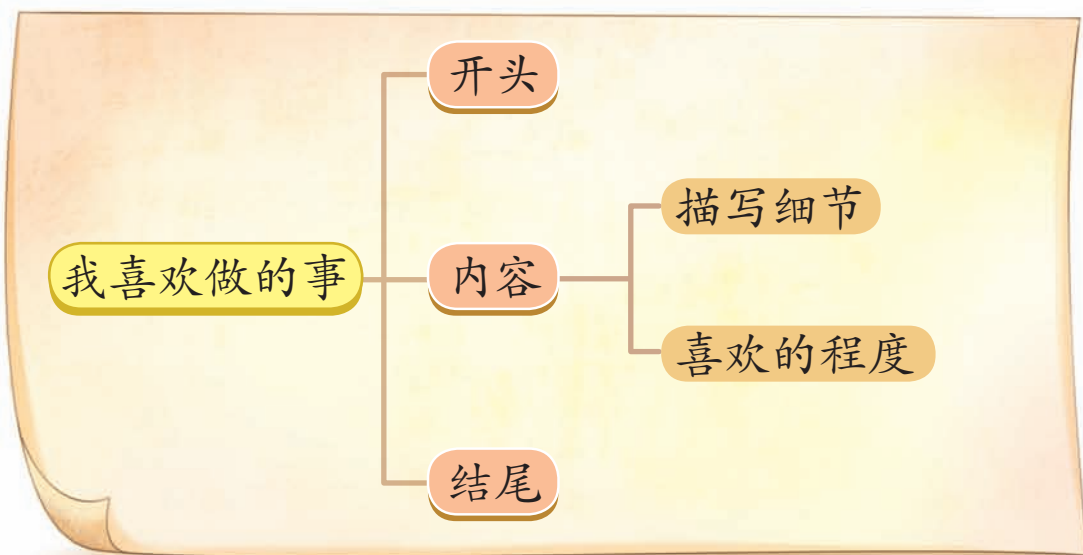 开头
描写细节
我喜欢做的事
内容
喜欢的程度
结尾